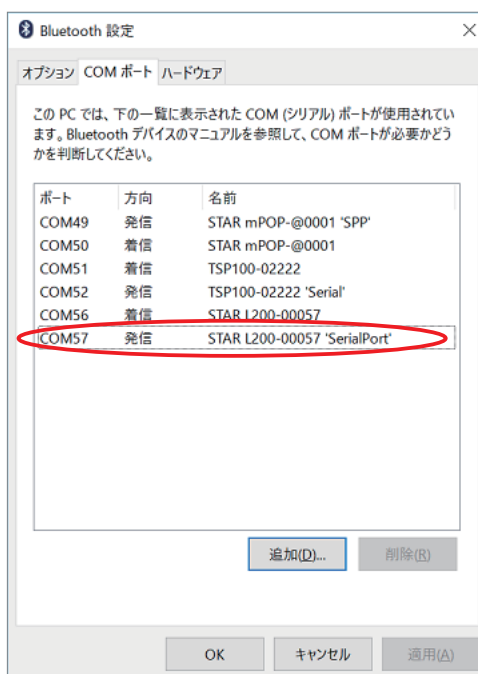 Bluetooth 設定
オプション COM ポート ハードウェア
この PC では、下の一覧に表示された COM (シリアル) ポートが使用されてい
ます。Bluetooth デバイスのマニュアルを参照して、COM ポートが必要かどう
かを判断してください。
ポート 方向 名前
COM49 発信 STAR mPOP-@0001 'SPP'
COM50 着信 STAR mPOP-@0001
COM51 着信 TSP100-02222
COM52 発信 TSP100-02222 'Serial'
COM56 着信 STAR L200-00057
COM57 発信 STAR L200-00057 'SerialPort'
追加(D)... 削除(R)
OK キャンセル 適用(A)